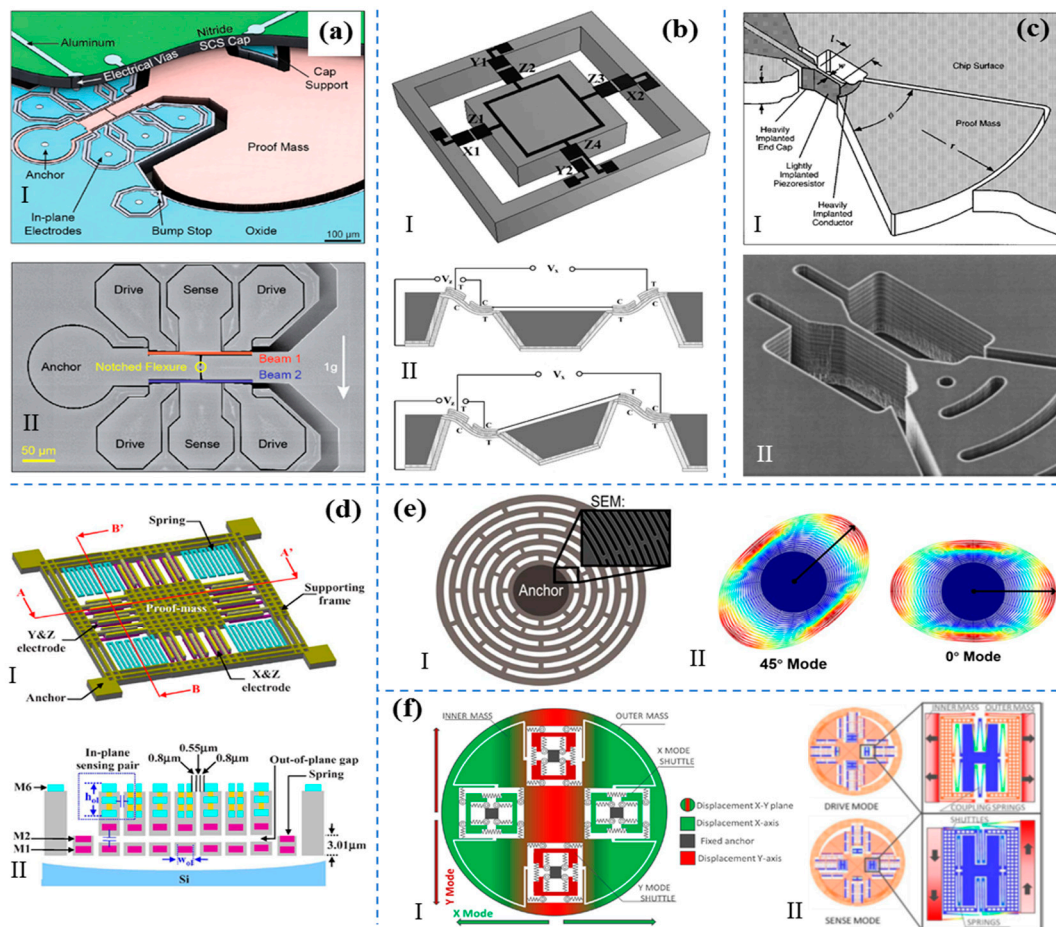 (a)
Nitride
SCS Cap
Aluminum
Electrical Vias
Cap
Support
Proof Mass
Anchor
I
In-plane
Electrodes
Bump Stop
Oxide
100 µm
Drive
Sense
Drive
Anchor
Notched Flexure
Beam 1
Beam 2
1g
II
Drive
Sense
Drive
50 µm
(b)
Y1
Z2
Z3
X2
Z1
X1
Z4
Y2
I
Vx
Vz
T
C
C
T
T
C
C
T
II
Vx
Vz
T
C
C
T
T
C
C
T
(c)
l
w
t
Chip Surface
Proof Mass
ϕ
r
Heavily
Implanted
End Cap
Lightly
Implanted
Piezoresistor
Heavily
Implanted
Conductor
I
II
(d)
Spring
B'
A'
A
Proof-mass
Supporting
frame
Y&Z
electrode
I
X&Z
electrode
Anchor
B
0.55µm
0.8µm
0.8µm
In-plane
sensing pair
Out-of-plane gap
Spring
M6
hol
M2
M1
3.01µm
wol
II
Si
(e)
SEM:
Anchor
I
II
45° Mode
0° Mode
(f)
INNER MASS
OUTER MASS
X MODE
SHUTTLE
Displacement X-Y plane
Displacement X-axis
Fixed anchor
Displacement Y-axis
Y Mode
Y MODE
SHUTTLE
I
X Mode
INNER MASS
OUTER MASS
DRIVE MODE
COUPLING SPRINGS
SHUTTLES
II
SENSE MODE
SPRINGS